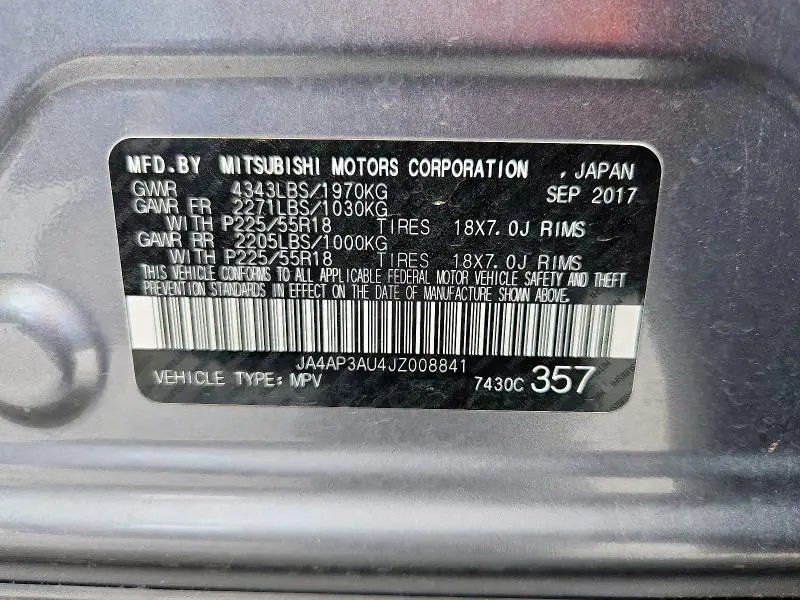 MFD.BY MITSUBISHI MOTORS CORPORATION , JAPAN
GVWR 4343LBS/1970KG SEP 2017
GAWR FR 2271LBS/1030KG
WITH P225/55R18 TIRES 18X7.0J RIMS
GAWR RR 2205LBS/1000KG
WITH P225/55R18 TIRES 18X7.0J RIMS
THIS VEHICLE CONFORMS TO ALL APPLICABLE FEDERAL MOTOR VEHICLE SAFETY AND THEFT
PREVENTION STANDARDS IN EFFECT ON THE DATE OF MANUFACTURE SHOWN ABOVE.
JA4AP3AU4JZ008841
VEHICLE TYPE: MPV 7430C 357